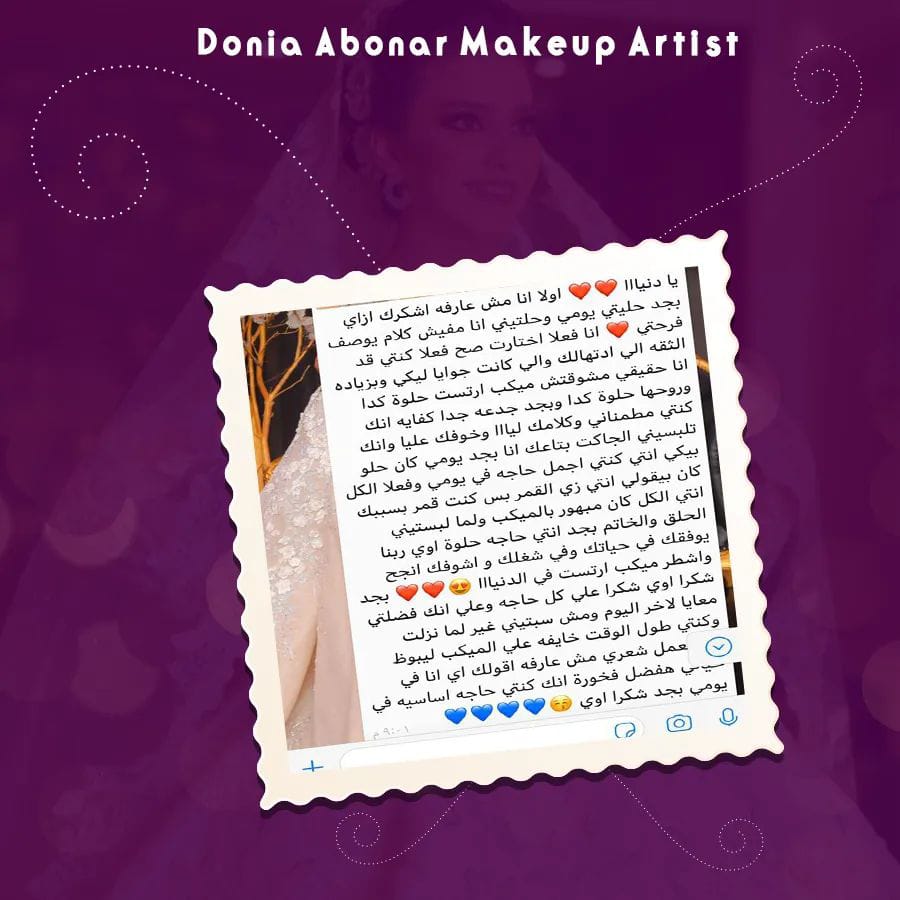 Donia Abonar Makeup Artist
يا دنيااا ❤️❤️ اولا انا مش عارفه اشكرك ازاي
بجد حليتي يومي وحلتيني انا مفيش كلام يوصف
فرحتي ❤️ انا فعلا اختارت صح فعلا كنتي قد
الثقه الي ادتهالك والي كانت جوايا ليكي وبزياده
انا حقيقي مشوقتش ميكب ارتست حلوة كدا
وروحها حلوة كدا وبجد جدعه جدا كفايه انك
كنتي مطمناني وكلامك ليااا وخوفك عليا وانك
تلبسيني الجاكت بتاعك انا بجد يومي كان حلو
بيكي انتي كنتي اجمل حاجه في يومي وفعلا الكل
كان بيقولي انتي زي القمر بس كنت قمر بسببك
انتي الكل كان مبهور بالميكب ولما لبستيني
الحلق والخاتم بجد انتي حاجه حلوة اوي ربنا
يوفقك في حياتك وفي شغلك و اشوفك انجح
واشطر ميكب ارتست في الدنيااا 😍❤️❤️ بجد
شكرا اوي شكرا علي كل حاجه وعلي انك فضلتي
معايا لاخر اليوم ومش سبتيني غير لما نزلت
وكنتي طول الوقت خايفه علي الميكب ليبوظ
شعري مش عارفه اقولك اي انا في
هفضل فخورة انك كنتي حاجه اساسيه في
يومي بجد شكرا اوي 😚💙💙💙💙
٩:٠١ م